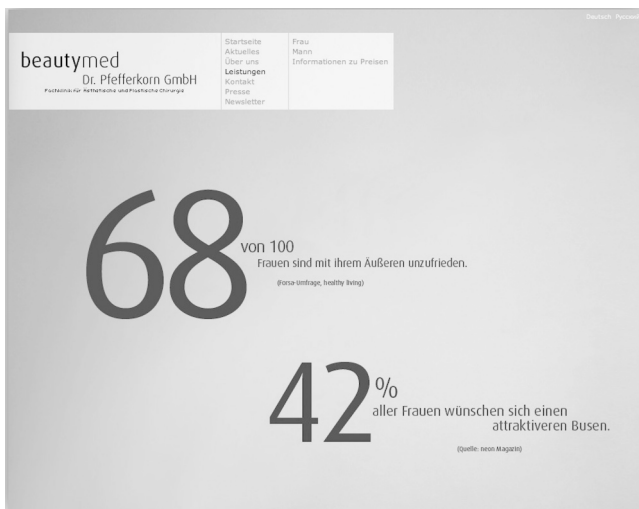 Deutsch Русский
beautymed
Dr. Pfefferkorn GmbH
Fachklinik für Ästhetische und Plastische Chirurgie
Startseite
Aktuelles
Über uns
Leistungen
Kontakt
Presse
Newsletter
Frau
Mann
Informationen zu Preisen
68 von 100
Frauen sind mit ihrem Äußeren unzufrieden.
(Forsa-Umfrage, healthy living)
42%
aller Frauen wünschen sich einen
attraktiveren Busen.
(Quelle: neon Magazin)